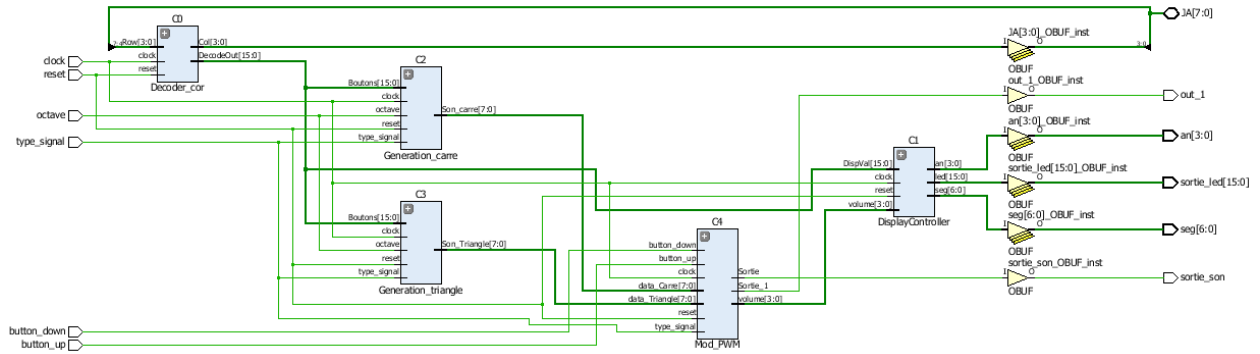 C0
Row[3:0]
Col[3:0]
clock
DecodeOut[15:0]
reset
Decoder_cor
JA[7:0]
JA[3:0]_OBUF_inst
I
O
3:0
OBUF
clock
reset
octave
type_signal
C2
Boutons[15:0]
clock
octave
Son_carre[7:0]
reset
type_signal
Generation_carre
out_1_OBUF_inst
I
O
OBUF
out_1
an[3:0]_OBUF_inst
I
O
OBUF
an[3:0]
C1
DispVal[15:0]
an[3:0]
clock
led[15:0]
reset
seg[6:0]
volume[3:0]
DisplayController
sortie_led[15:0]_OBUF_inst
I
O
OBUF
sortie_led[15:0]
C3
Boutons[15:0]
clock
octave
Son_Triangle[7:0]
reset
type_signal
Generation_triangle
seg[6:0]_OBUF_inst
I
O
OBUF
seg[6:0]
C4
button_down
button_up
clock
Sortie
data_Carre[7:0]
Sortie_1
data_Triangle[7:0]
volume[3:0]
reset
type_signal
Mod_PWM
sortie_son_OBUF_inst
I
O
OBUF
sortie_son
button_down
button_up